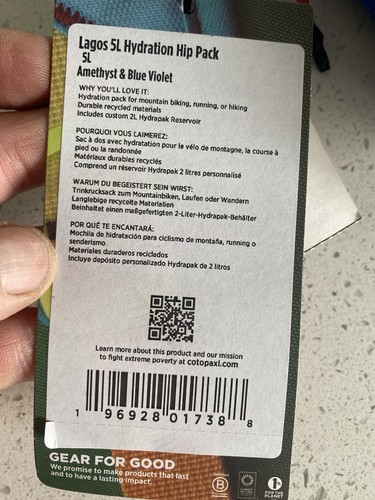 Lagos 5L Hydration Hip Pack
5L
Amethyst & Blue Violet
WHY YOU'LL LOVE IT:
Hydration pack for mountain biking, running, or hiking
Durable recycled materials
Includes custom 2L Hydrapak Reservoir
POURQUOI VOUS L'AIMEREZ:
Sac à dos avec hydratation pour le vélo de montagne, la course à
pied ou la randonnée
Matériaux durables recyclés
Comprend un réservoir Hydrapak 2 litres personnalisé
WARUM DU BEGEISTERT SEIN WIRST:
Trinkrucksack zum Mountainbiken, Laufen oder Wandern
Langlebige recycelte Materialien
Beinhaltet einen maßgefertigten 2-Liter-Hydrapak-Behälter
POR QUÉ TE ENCANTARÁ:
Mochila de hidratación para ciclismo de montaña, running o
senderismo
Materiales duraderos reciclados
Incluye depósito personalizado Hydrapak de 2 litros
Learn more about this product and our mission
to fight extreme poverty at cotopaxi.com
1 96928 01738 8
GEAR FOR GOOD
We promise to make products that last
and to have a lasting impact.
B
1
FOR THE
PLANET